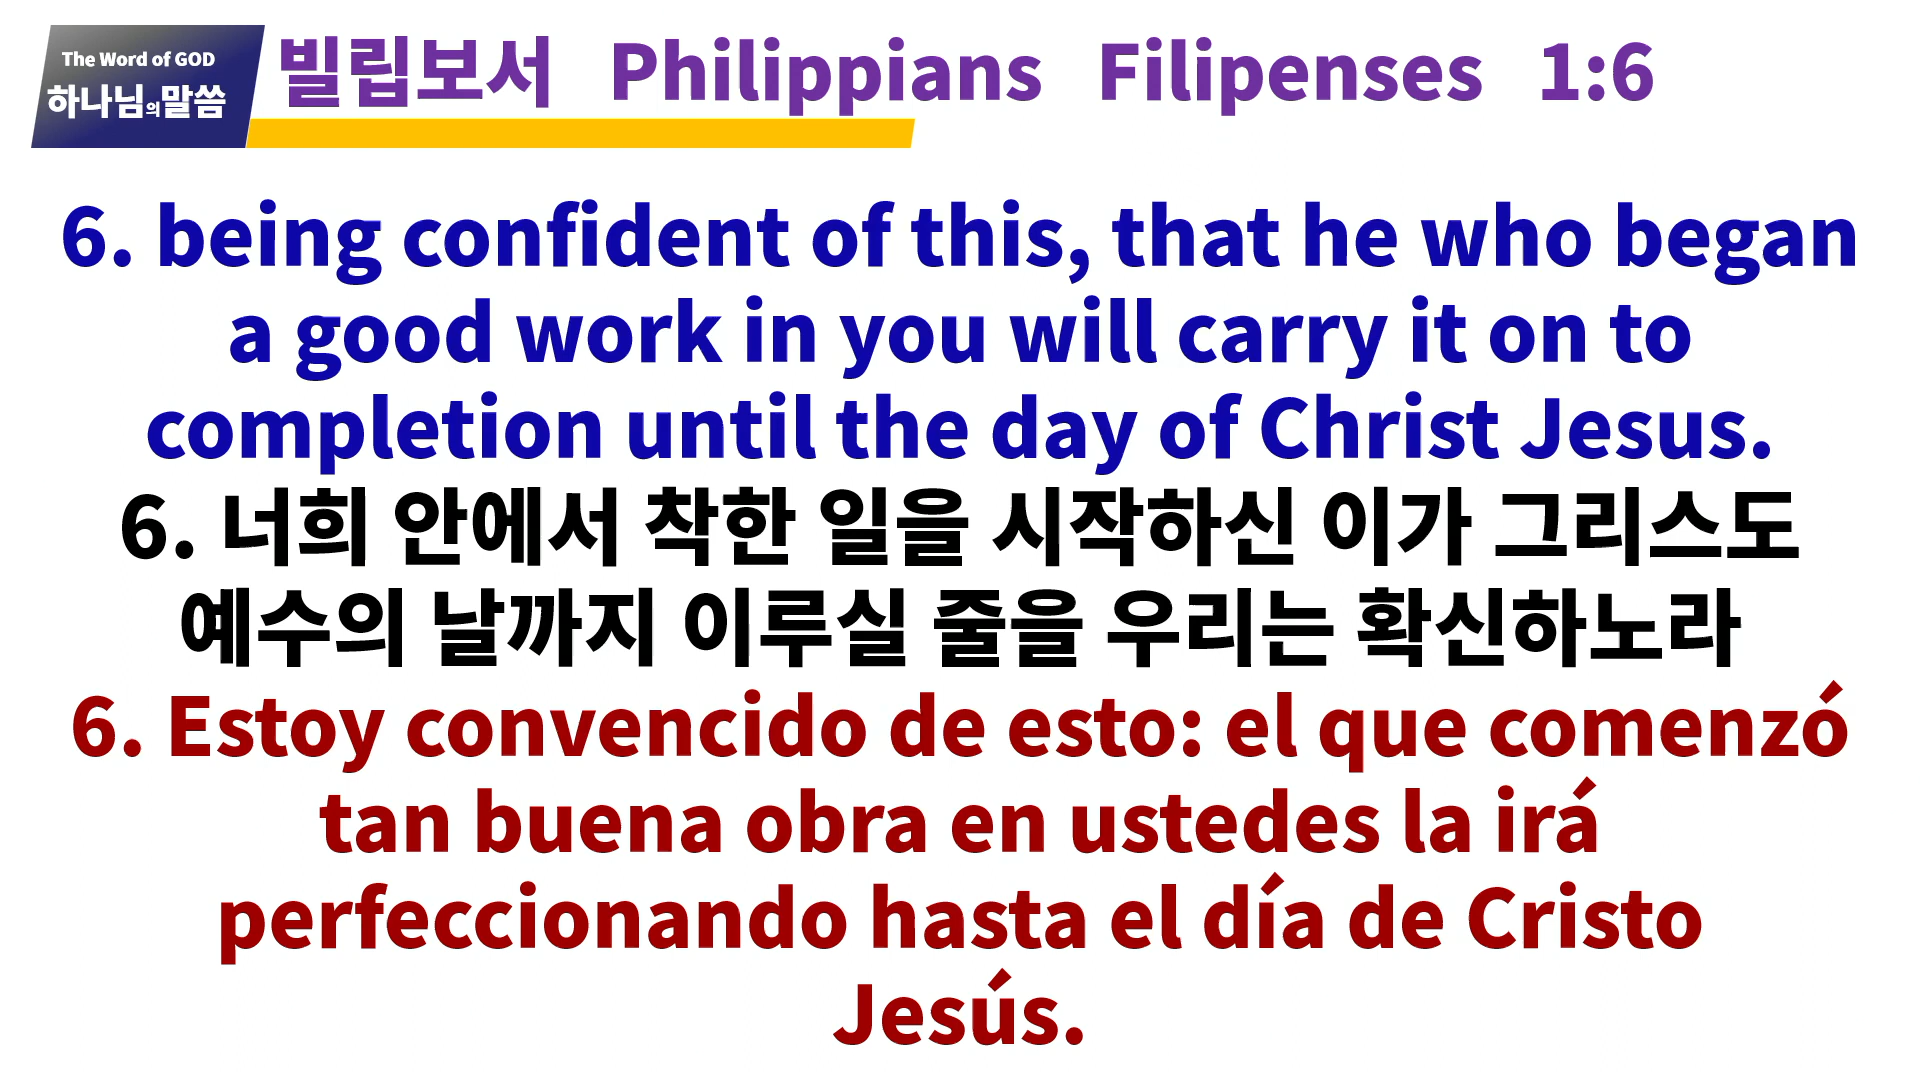 The Word of GOD
하나님의말씀
빌립보서 Philippians Filipenses 1:6
6. being confident of this, that he who began
a good work in you will carry it on to
completion until the day of Christ Jesus.
6. 너희 안에서 착한 일을 시작하신 이가 그리스도
예수의 날까지 이루실 줄을 우리는 확신하노라
6. Estoy convencido de esto: el que comenzó
tan buena obra en ustedes la irá
perfeccionando hasta el día de Cristo
Jesús.